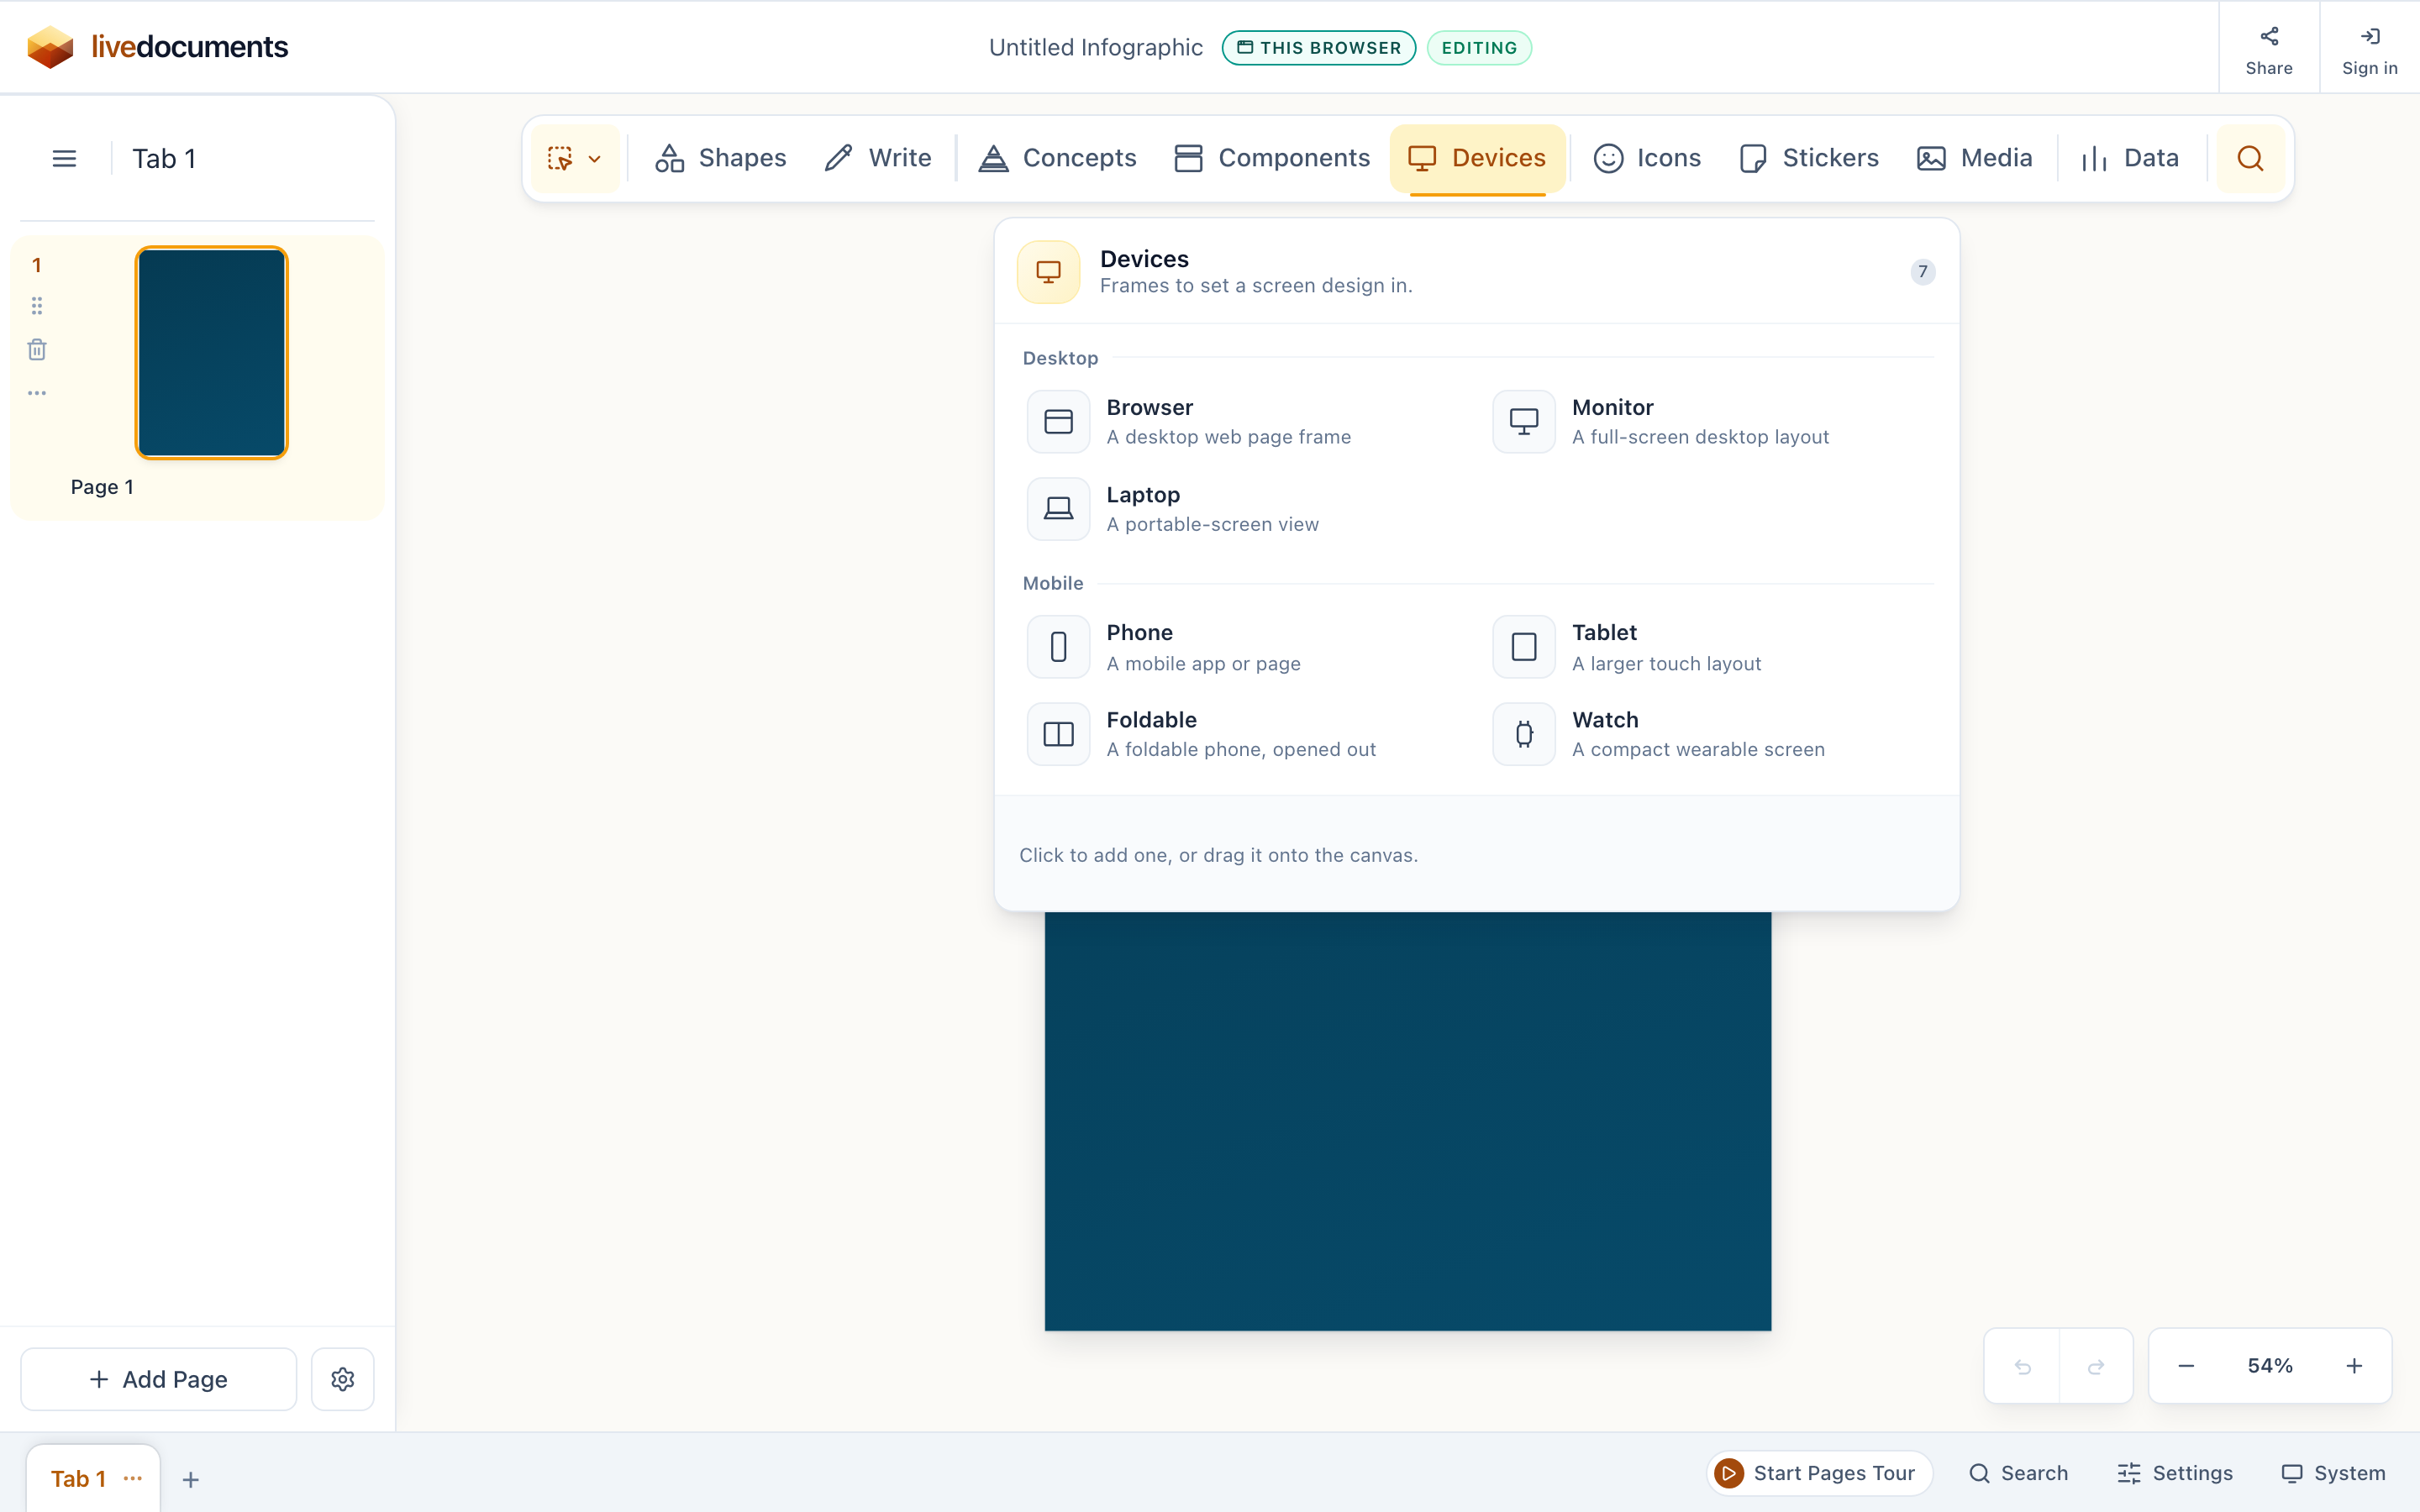 livedocuments
Untitled Infographic
THIS BROWSER
EDITING
Share
Sign in
Tab 1
Shapes
Write
Concepts
Components
Devices
Icons
Stickers
Media
Data
1
Page 1
Devices
Frames to set a screen design in.
7
Desktop
Browser
A desktop web page frame
Monitor
A full-screen desktop layout
Laptop
A portable-screen view
Mobile
Phone
A mobile app or page
Tablet
A larger touch layout
Foldable
A foldable phone, opened out
Watch
A compact wearable screen
Click to add one, or drag it onto the canvas.
Add Page
54%
Tab 1
Start Pages Tour
Search
Settings
System